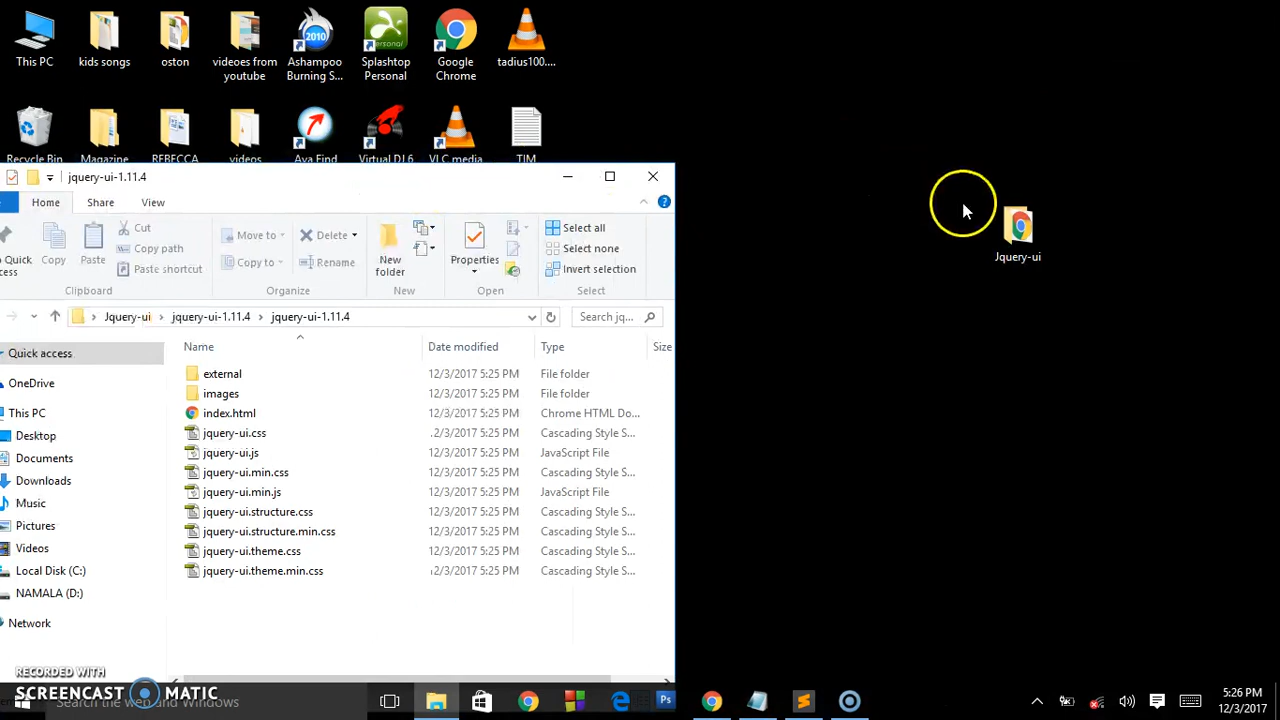 This PC
kids songs
oston
videoes from
youtube
Ashampoo
Burning S...
Splashtop
Personal
Google
Chrome
tadius100....
Recycle Bin
Magazine
REBECCA
videos
Ava Find
Virtual DJ 6
VLC media
TIM
jquery-ui-1.11.4
Home
Share
View
Cut
Copy path
Paste shortcut
Copy
Paste
Move to
Copy to
Delete
Rename
New
folder
Properties
Select all
Select none
Invert selection
Clipboard
Organize
New
Open
Select
Jquery-ui > jquery-ui-1.11.4 > jquery-ui-1.11.4
Search jq...
Name
Date modified
Type
Size
external 12/3/2017 5:25 PM File folder
images 12/3/2017 5:25 PM File folder
index.html 12/3/2017 5:25 PM Chrome HTML Do...
jquery-ui.css 12/3/2017 5:25 PM Cascading Style S...
jquery-ui.js 12/3/2017 5:25 PM JavaScript File
jquery-ui.min.css 12/3/2017 5:25 PM Cascading Style S...
jquery-ui.min.js 12/3/2017 5:25 PM JavaScript File
jquery-ui.structure.css 12/3/2017 5:25 PM Cascading Style S...
jquery-ui.structure.min.css 12/3/2017 5:25 PM Cascading Style S...
jquery-ui.theme.css 12/3/2017 5:25 PM Cascading Style S...
jquery-ui.theme.min.css 12/3/2017 5:25 PM Cascading Style S...
Quick access
OneDrive
This PC
Desktop
Documents
Downloads
Music
Pictures
Videos
Local Disk (C:)
NAMALA (D:)
Network
Jquery-ui
RECORDED WITH
SCREENCAST MATIC
Search the web and Windows
5:26 PM
12/3/2017